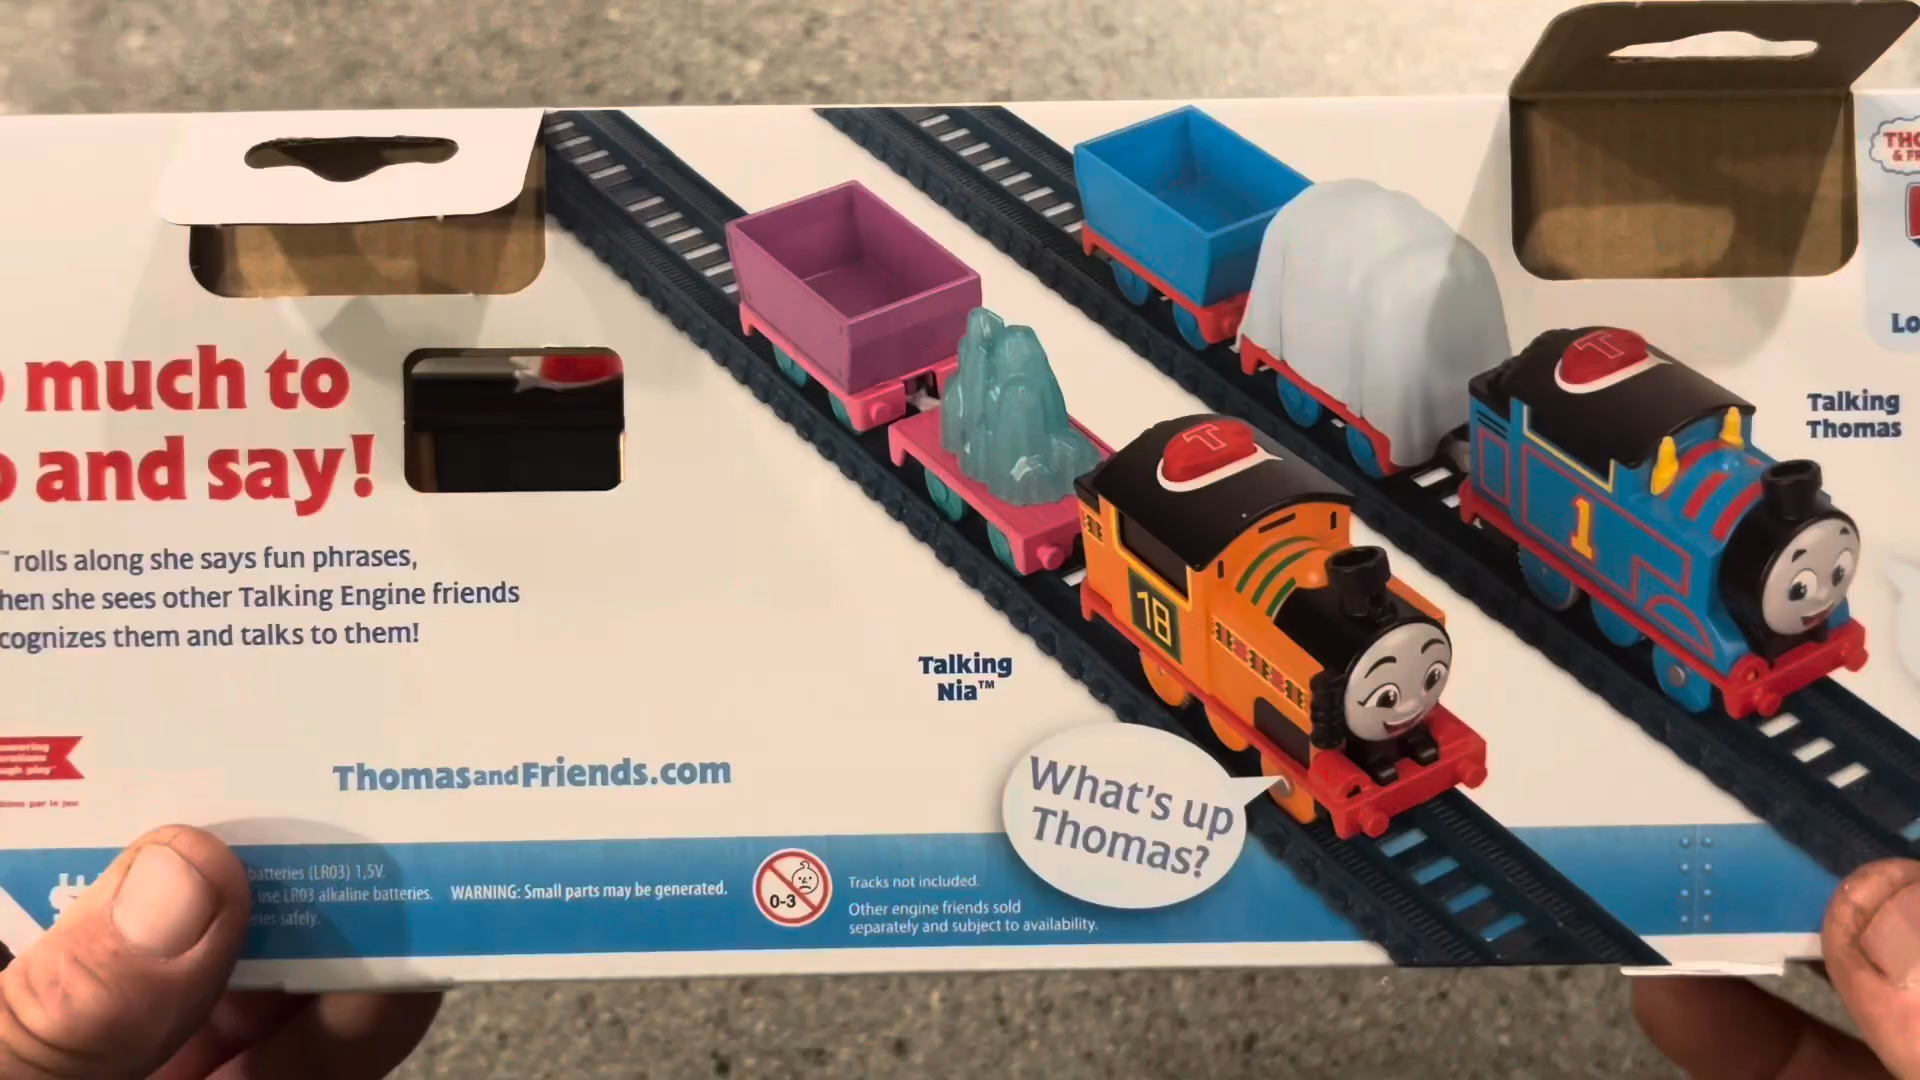 much to
and say!
™ rolls along she says fun phrases,
hen she sees other Talking Engine friends
cognizes them and talks to them!
ThomasandFriends.com
batteries (LR03) 1,5V.
use LR03 alkaline batteries.
WARNING: Small parts may be generated.
0-3
Tracks not included.
Other engine friends sold
separately and subject to availability.
Talking
Nia™
What's up
Thomas?
T
18
T
1
Talking
Thomas
THO
& FR
Lo